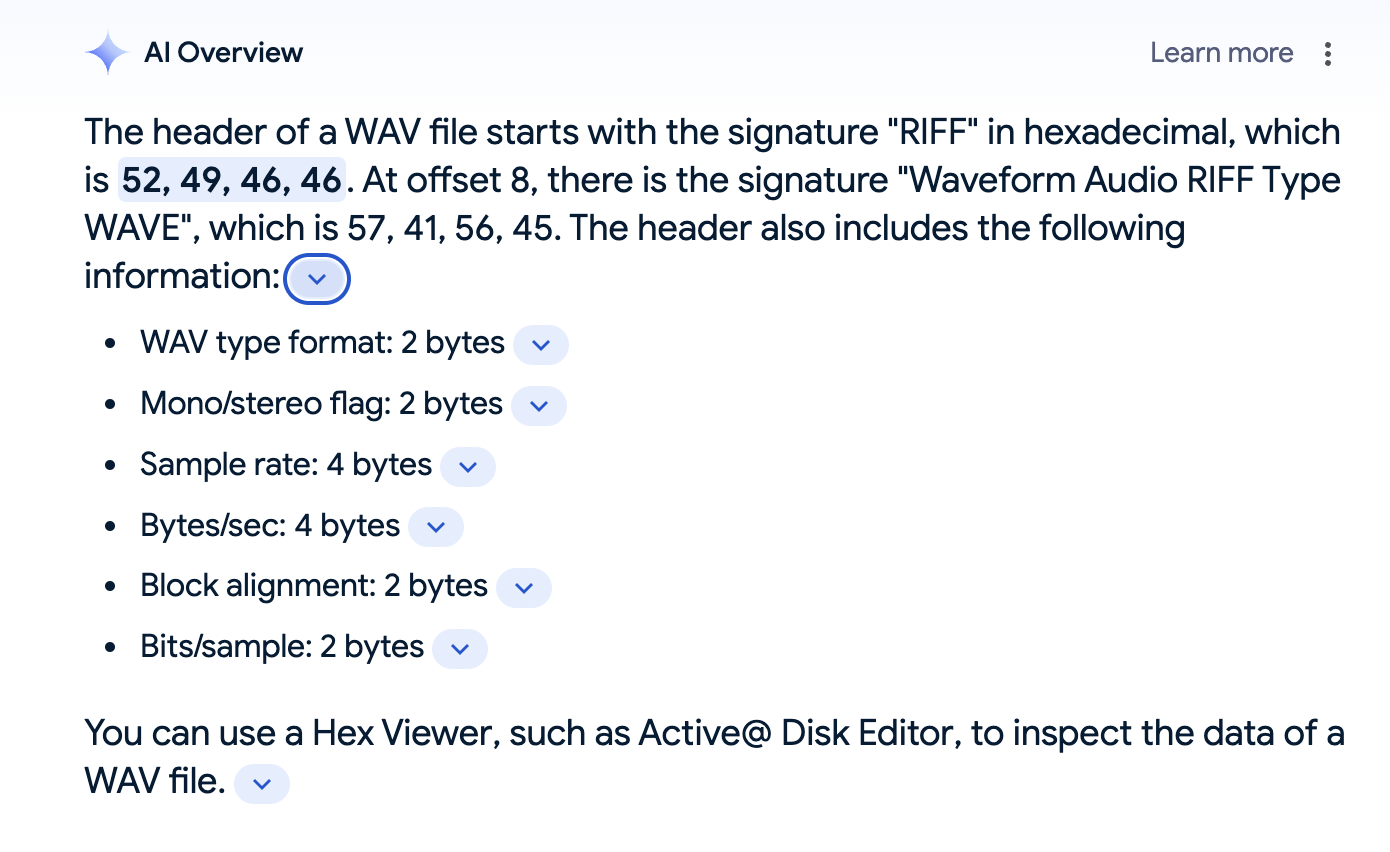 AI Overview
Learn more
The header of a WAV file starts with the signature "RIFF" in hexadecimal, which
is 52, 49, 46, 46. At offset 8, there is the signature "Waveform Audio RIFF Type
WAVE", which is 57, 41, 56, 45. The header also includes the following
information:
• WAV type format: 2 bytes
• Mono/stereo flag: 2 bytes
• Sample rate: 4 bytes
• Bytes/sec: 4 bytes
• Block alignment: 2 bytes
• Bits/sample: 2 bytes
You can use a Hex Viewer, such as Active@ Disk Editor, to inspect the data of a
WAV file.